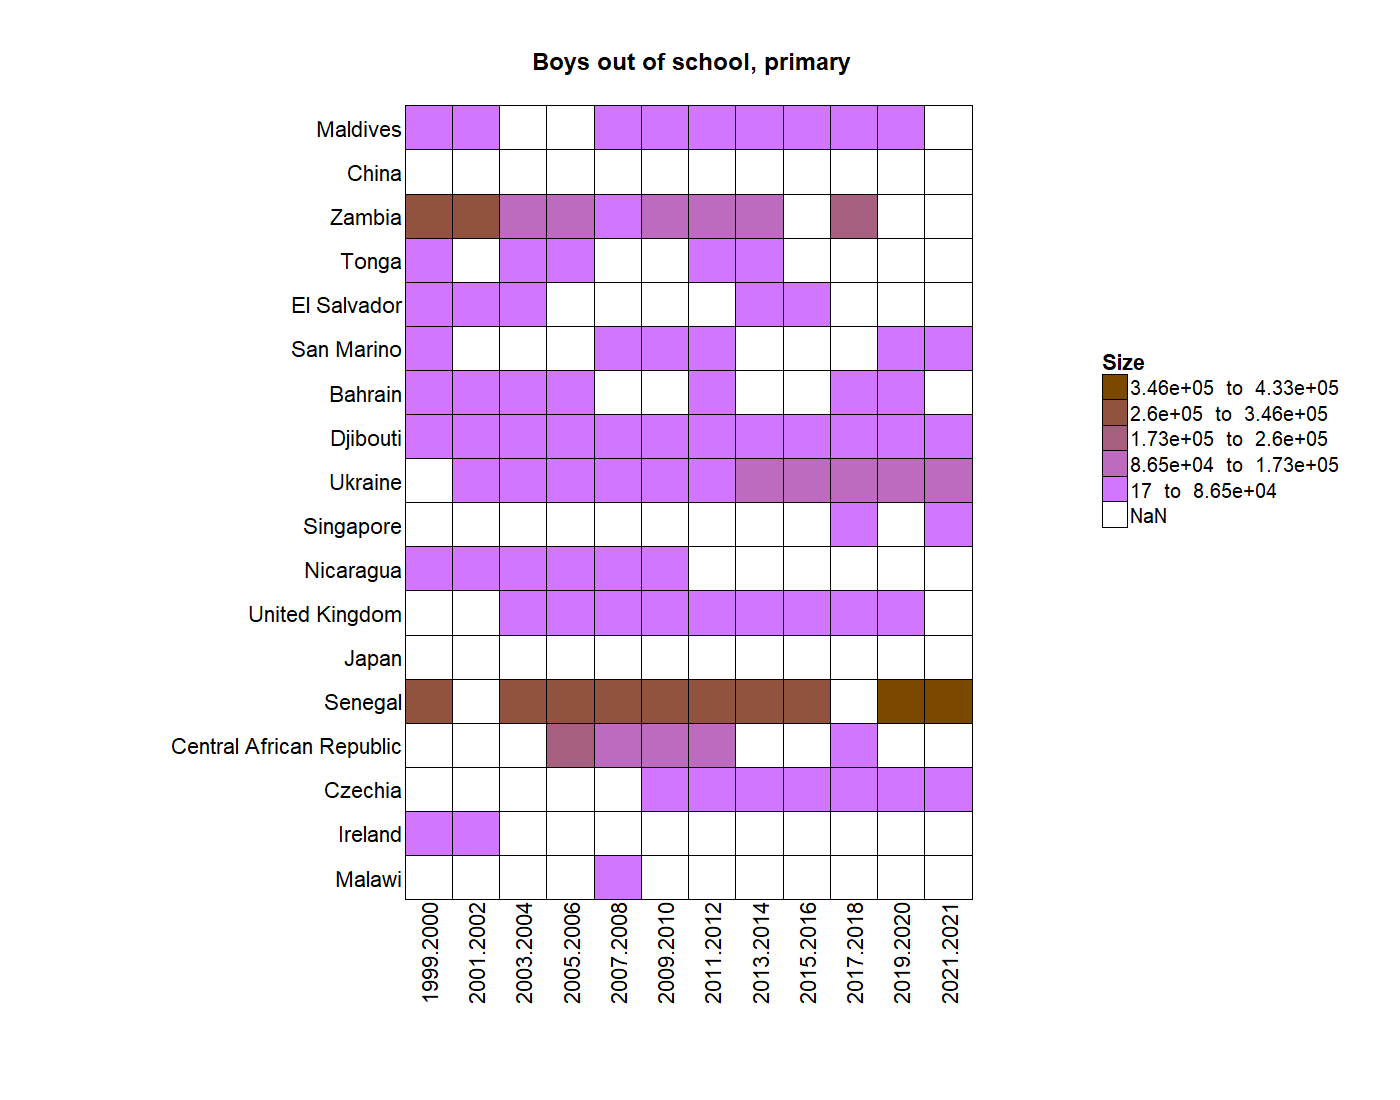 Boys out of school, primary
Maldives
China
Zambia
Tonga
El Salvador
San Marino
Bahrain
Djibouti
Ukraine
Singapore
Nicaragua
United Kingdom
Japan
Senegal
Central African Republic
Czechia
Ireland
Malawi
1999.2000
2001.2002
2003.2004
2005.2006
2007.2008
2009.2010
2011.2012
2013.2014
2015.2016
2017.2018
2019.2020
2021.2021
Size
3.46e+05 to 4.33e+05
2.6e+05 to 3.46e+05
1.73e+05 to 2.6e+05
8.65e+04 to 1.73e+05
17 to 8.65e+04
NaN